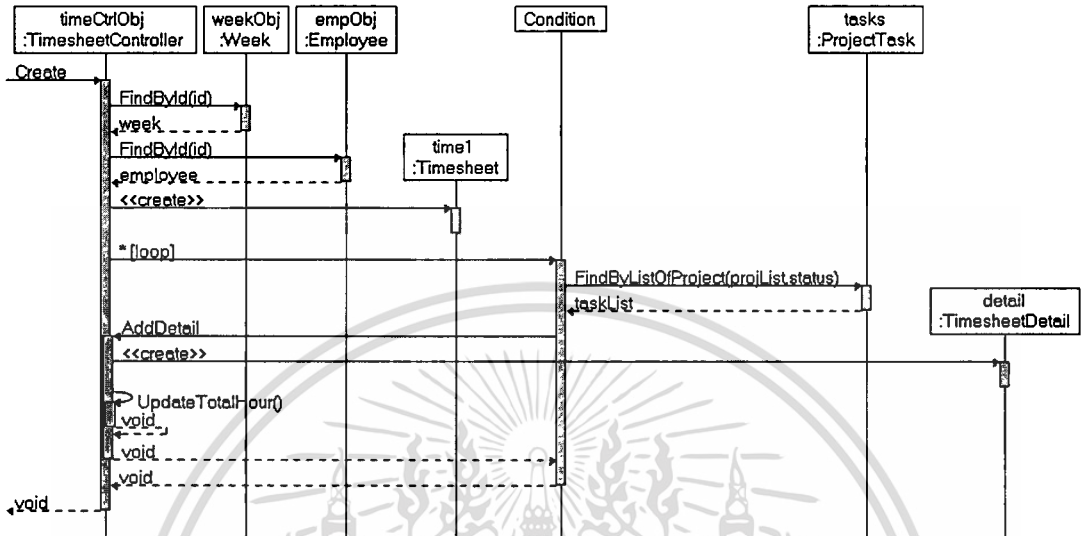 timeCtrlObj
:TimesheetController
weekObj
:Week
empObj
:Employee
Condition
tasks
:ProjectTask
Create
FindById(id)
week
FindById(id)
employee
time1
:Timesheet
<<create>>
* [loop]
FindByListOfProject(projList,status)
taskList
detail
:TimesheetDetail
AddDetail
<<create>>
UpdateTotalHour()
void
void
void
void